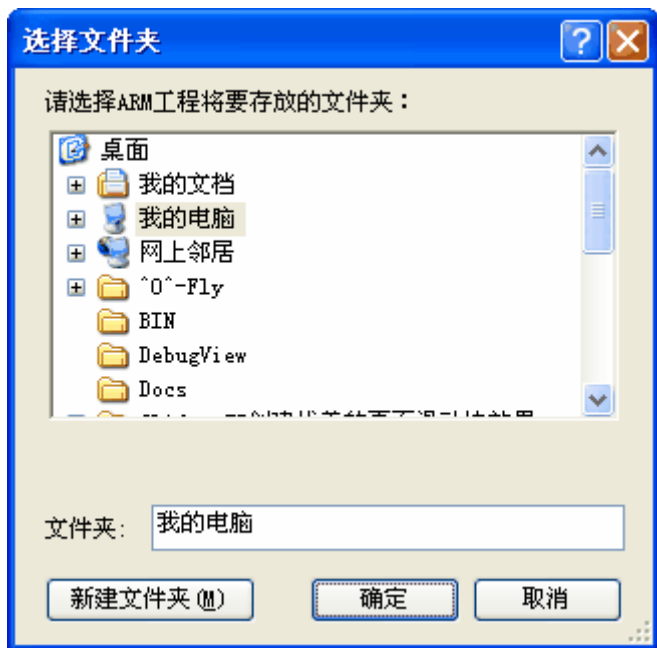 选择文件夹
请选择ARM工程将要存放的文件夹：
桌面
我的文档
我的电脑
网上邻居
^O^-Fly
BIN
DebugView
Docs
文件夹: 我的电脑
新建文件夹(M) 确定 取消